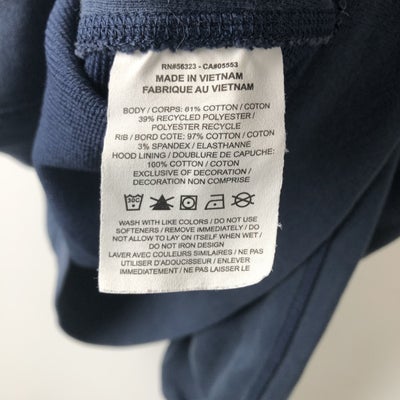 RN#56323 - CA#05553
MADE IN VIETNAM
FABRIQUE AU VIETNAM
BODY / CORPS: 61% COTTON / COTON
39% RECYCLED POLYESTER /
POLYESTER RECYCLE
RIB / BORD COTE: 97% COTTON / COTON
3% SPANDEX / ELASTHANNE
HOOD LINING / DOUBLURE DE CAPUCHE:
100% COTTON / COTON
EXCLUSIVE OF DECORATION /
DECORATION NON COMPRISE
30C
WASH WITH LIKE COLORS / DO NOT USE
SOFTENERS / REMOVE IMMEDIATELY / DO
NOT ALLOW TO LAY ON ITSELF WHEN WET /
DO NOT IRON DESIGN
LAVER AVEC COULEURS SIMILAIRES / NE PAS
UTILISER D'ADOUCISSEUR / ENLEVER
IMMEDIATEMENT / NE PAS LAISSER LE